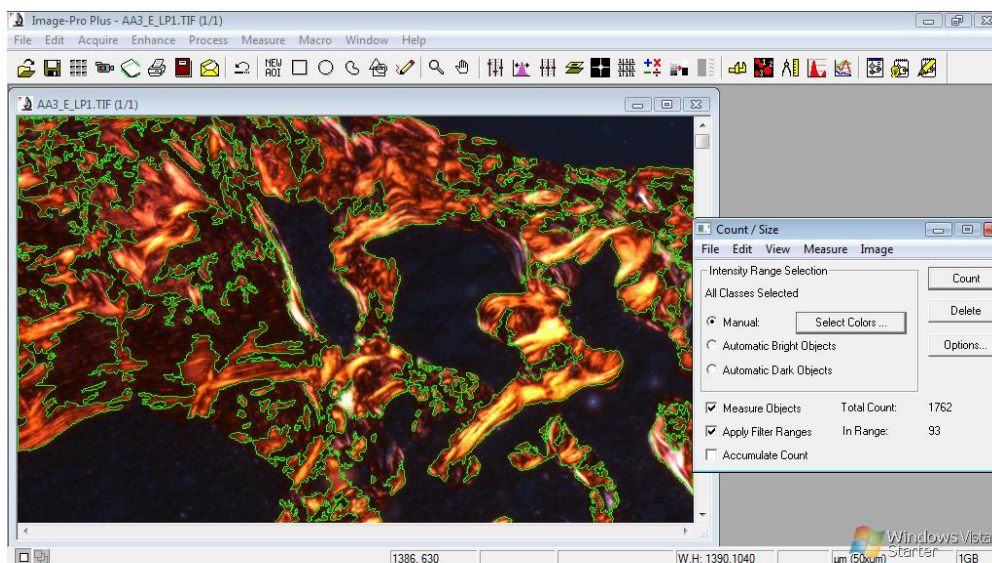 Image-Pro Plus - AA3_E_LP1.TIF (1/1)
File Edit Acquire Enhance Process Measure Macro Window Help
NEW AOI
AA3_E_LP1.TIF (1/1)
Count / Size
File Edit View Measure Image
Intensity Range Selection
All Classes Selected
Manual: Select Colors ...
Automatic Bright Objects
Automatic Dark Objects
Count
Delete
Options...
Measure Objects Total Count: 1762
Apply Filter Ranges In Range: 93
Accumulate Count
Windows Vista
Starter
1386, 630 W.H: 1390,1040 um (50xum) 1GB